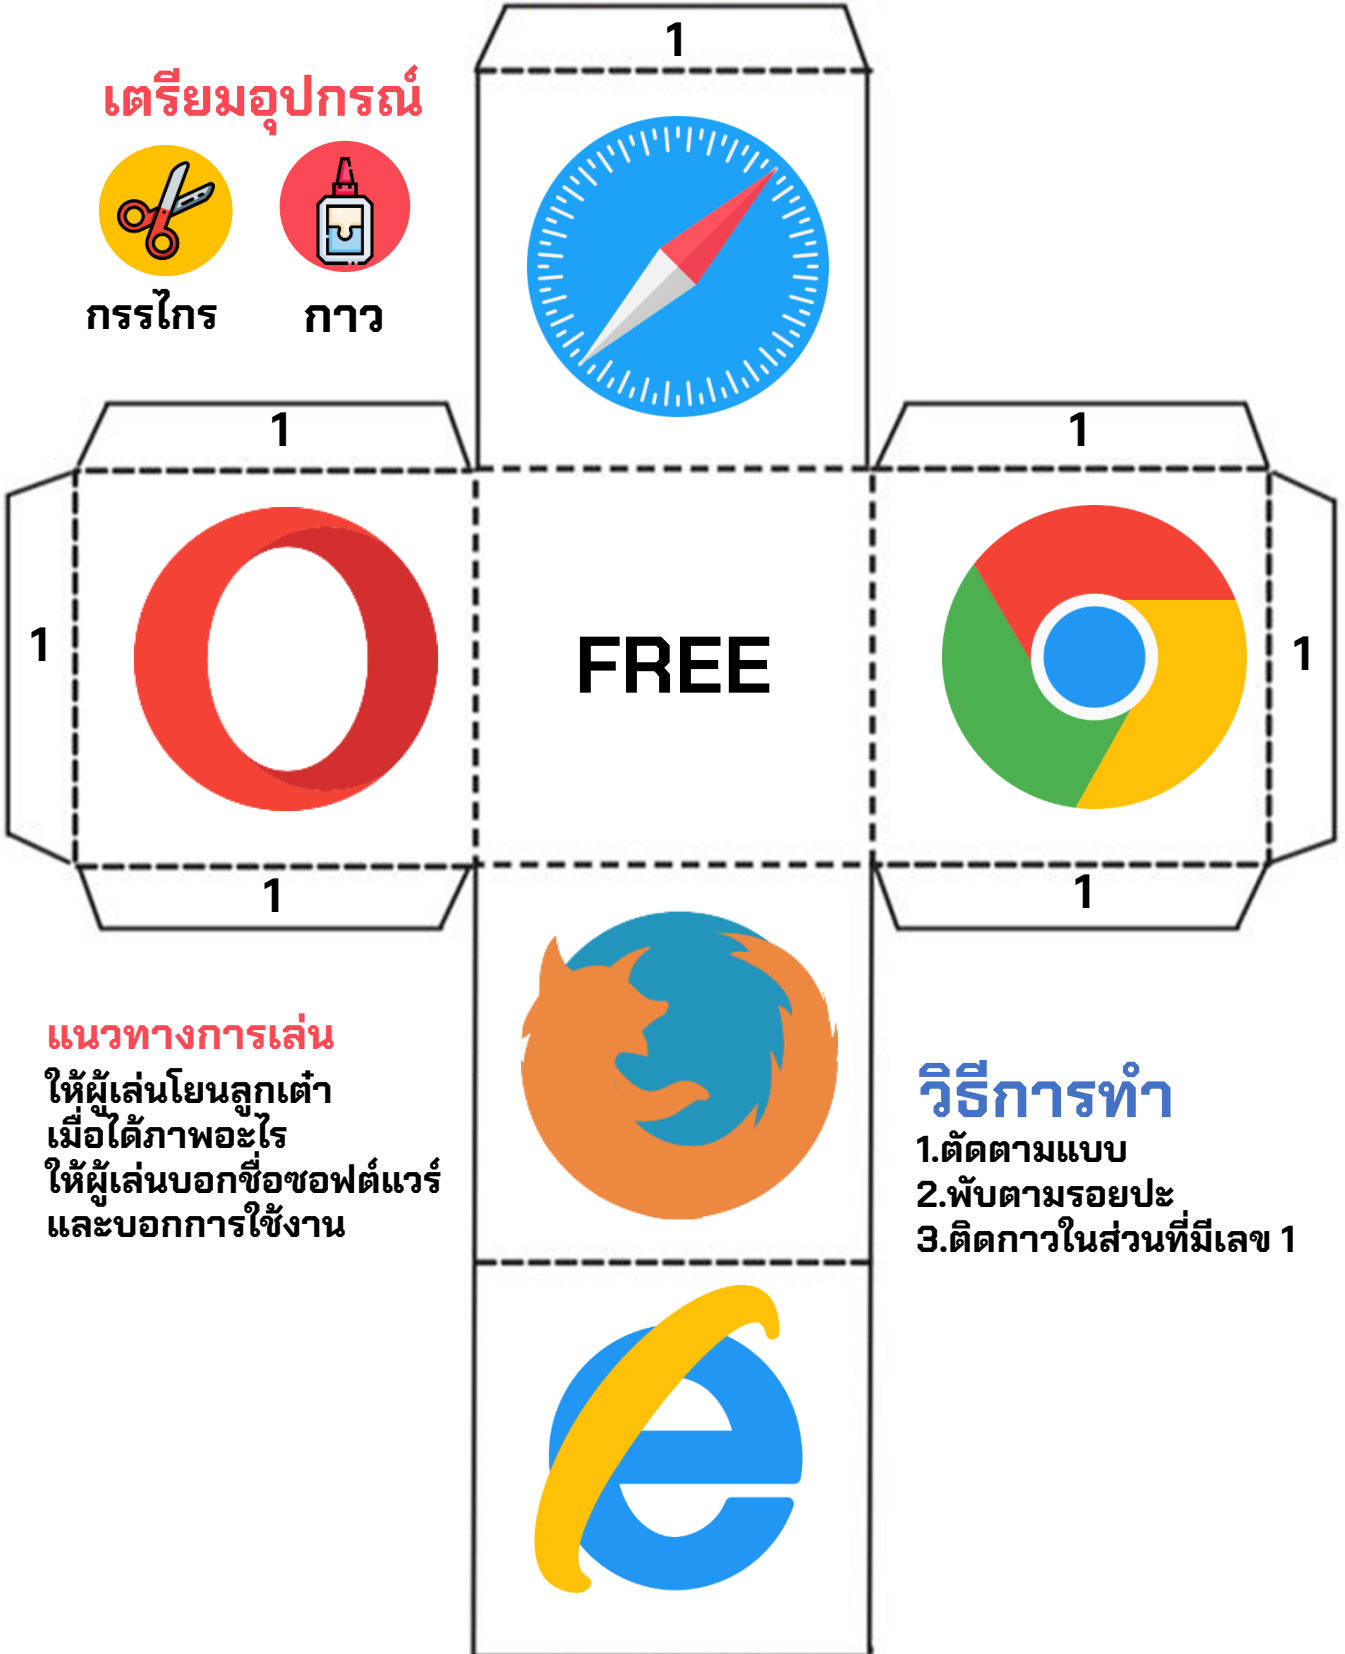 1
เตรียมอุปกรณ์
กรรไกร
กาว
1
1
1
FREE
1
1
1
แนวทางการเล่น
ให้ผู้เล่นโยนลูกเต๋า
เมื่อได้ภาพอะไร
ให้ผู้เล่นบอกชื่อซอฟต์แวร์
และบอกการใช้งาน
วิธีการทำ
1.ตัดตามแบบ
2.พับตามรอยปะ
3.ติดกาวในส่วนที่มีเลข 1